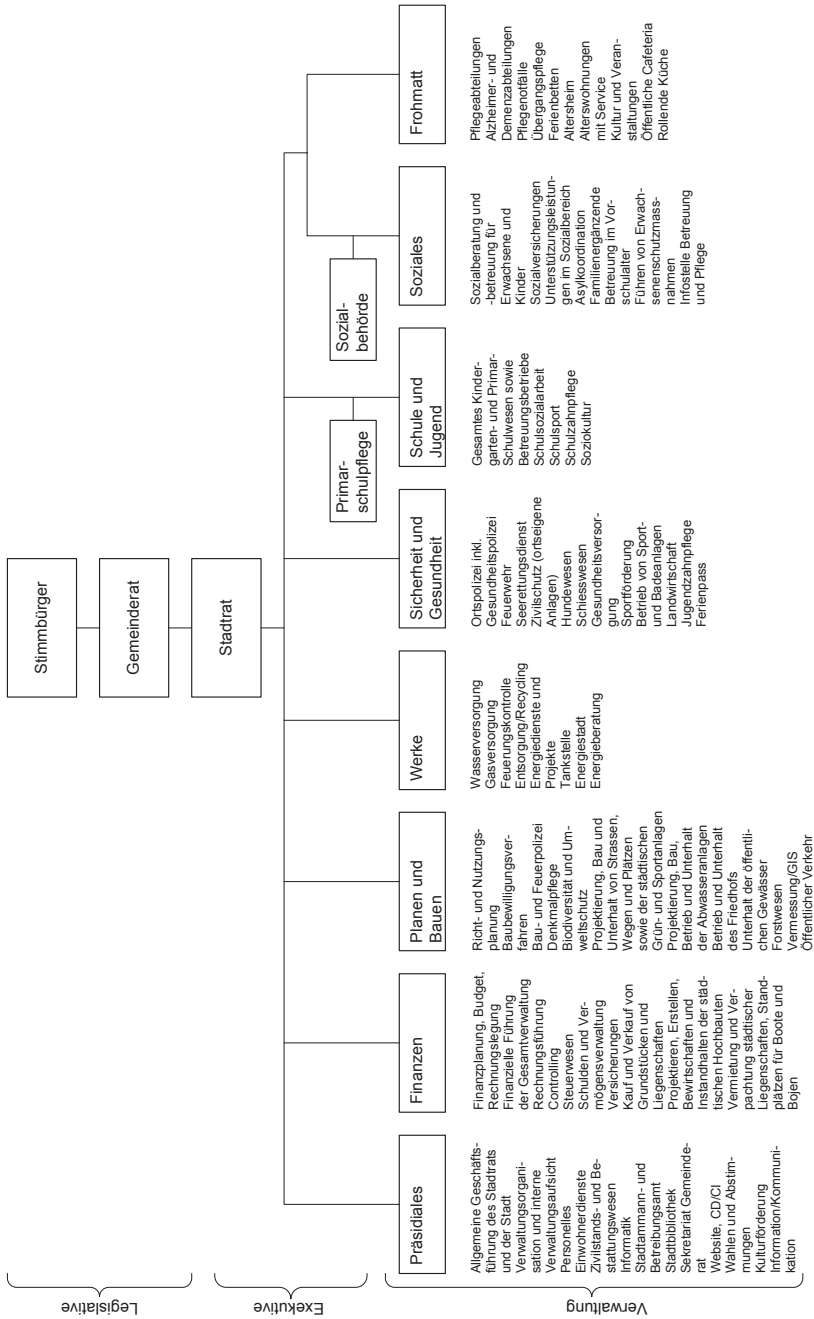 Legislative
Exekutive
Verwaltung
Stimmbürger
Gemeinderat
Stadtrat
Primar-
schulpflege
Sozial-
behörde
Präsidiales
Allgemeine Geschäfts-
führung des Stadtrats
und der Stadt
Verwaltungsorgani-
sation und interne
Verwaltungsaufsicht
Personelles
Einwohnerdienste
Zivilstands- und Be-
stattungswesen
Informatik
Stadtammann- und
Betreibungsamt
Stadtbibliothek
Sekretariat Gemeinde-
rat
Website, CD/CI
Wahlen und Abstim-
mungen
Kulturförderung
Information/Kommuni-
kation
Finanzen
Finanzplanung, Budget,
Rechnungslegung
Finanzielle Führung
der Gesamtverwaltung
Rechnungsführung
Controlling
Steuerwesen
Schulden und Ver-
mögensverwaltung
Versicherungen
Kauf und Verkauf von
Grundstücken und
Liegenschaften
Projektieren, Erstellen,
Bewirtschaften und
Instandhalten der städ-
tischen Hochbauten
Vermietung und Ver-
pachtung städtischer
Liegenschaften, Stand-
plätzen für Boote und
Bojen
Planen und
Bauen
Richt- und Nutzungs-
planung
Baubewilligungsver-
fahren
Bau- und Feuerpolizei
Denkmalpflege
Biodiversität und Um-
weltschutz
Projektierung, Bau und
Unterhalt von Strassen,
Wegen und Plätzen
sowie der städtischen
Grün- und Sportanlagen
Projektierung, Bau,
Betrieb und Unterhalt
der Abwasseranlagen
Betrieb und Unterhalt
des Friedhofs
Unterhalt der öffentli-
chen Gewässer
Forstwesen
Vermessung/GIS
Öffentlicher Verkehr
Werke
Wasserversorgung
Gasversorgung
Feuerungskontrolle
Entsorgung/Recycling
Energiedienste und
Projekte
Tankstelle
Energiestadt
Energieberatung
Sicherheit und
Gesundheit
Ortspolizei inkl.
Gesundheitspolizei
Feuerwehr
Seerettungsdienst
Zivilschutz (ortseigene
Anlagen)
Hundewesen
Schiesswesen
Gesundheitsversor-
gung
Sportförderung
Betrieb von Sport-
und Badeanlagen
Landwirtschaft
Jugendzahnpflege
Ferienpass
Schule und
Jugend
Gesamtes Kinder-
garten- und Primar-
Schulwesen sowie
Betreuungsbetriebe
Schulsozialarbeit
Schulsport
Schulzahnpflege
Soziokultur
Soziales
Sozialberatung und
-betreuung für
Erwachsene und
Kinder
Sozialversicherungen
Unterstützungsleistun-
gen im Sozialbereich
Asylkoordination
Familienergänzende
Betreuung im Vor-
schulalter
Führen von Erwach-
senenschutzmass-
nahmen
Infostelle Betreuung
und Pflege
Frohmatt
Pflegeabteilungen
Alzheimer- und
Demenzabteilungen
Pflegenotfälle
Übergangspflege
Ferienbetten
Altersheim
Alterswohnungen
mit Service
Kultur und Veran-
staltungen
Öffentliche Cafeteria
Rollende Küche